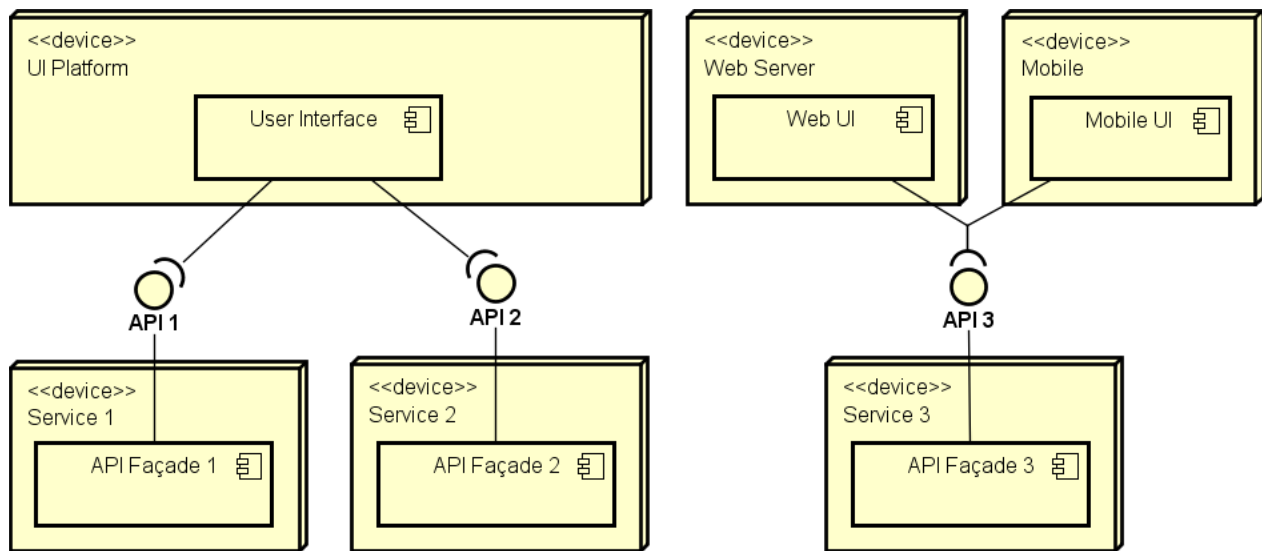 <<device>>
UI Platform
User Interface
<<device>>
Web Server
Web UI
<<device>>
Mobile
Mobile UI
API 1
API 2
API 3
<<device>>
Service 1
API Façade 1
<<device>>
Service 2
API Façade 2
<<device>>
Service 3
API Façade 3